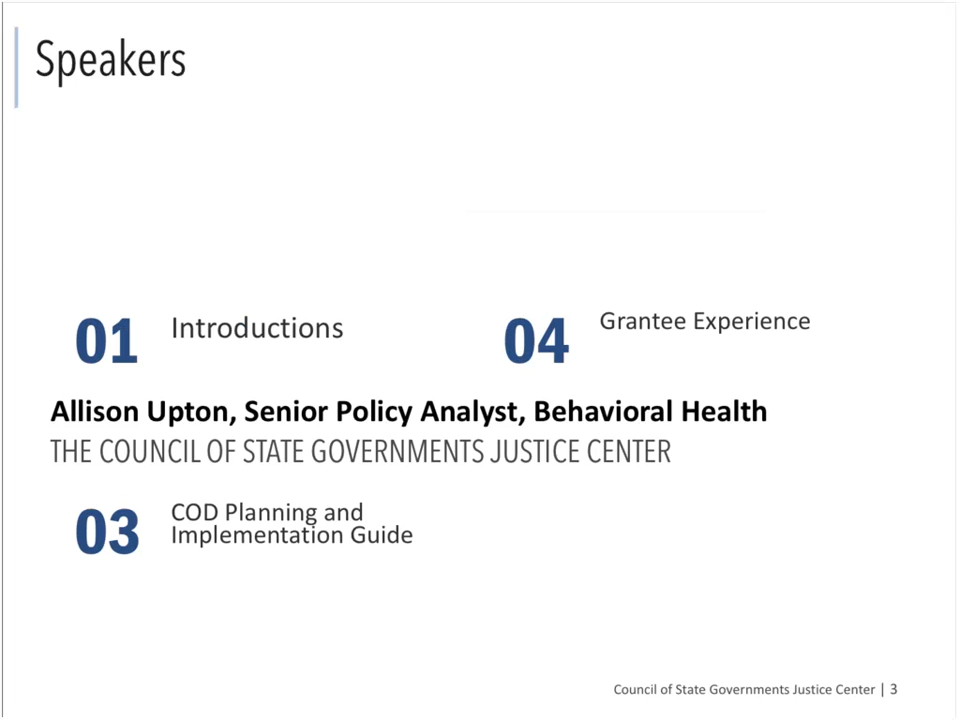 Speakers
01 Introductions
04 Grantee Experience
Allison Upton, Senior Policy Analyst, Behavioral Health
THE COUNCIL OF STATE GOVERNMENTS JUSTICE CENTER
03 COD Planning and
Implementation Guide
Council of State Governments Justice Center | 3